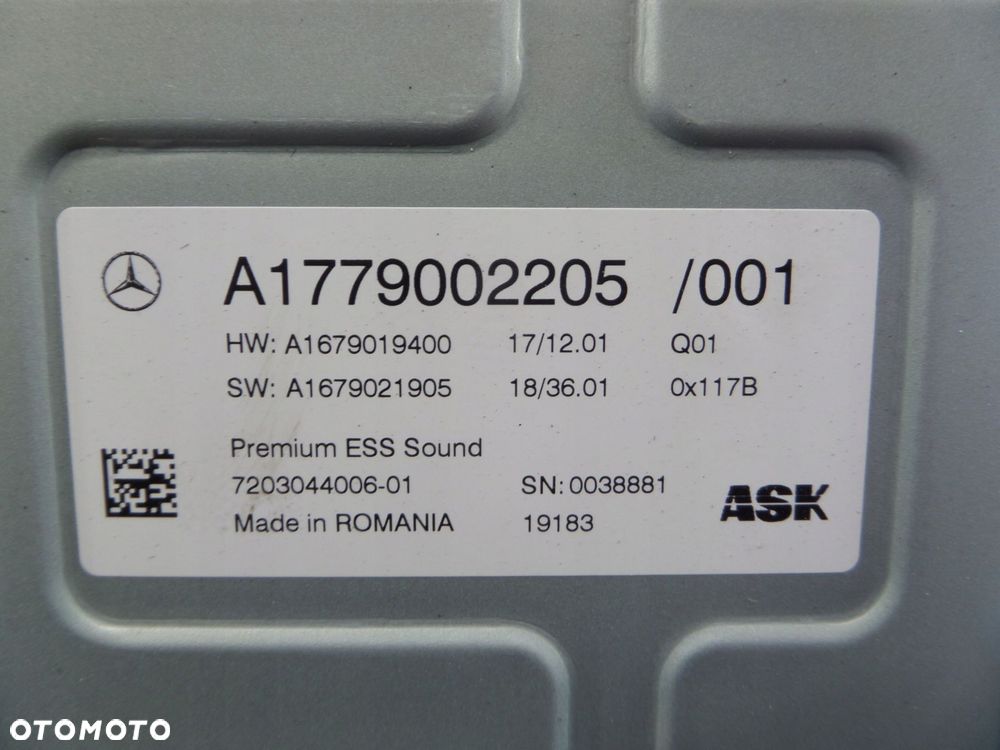 A1779002205 /001
HW: A1679019400 17/12.01 Q01
SW: A1679021905 18/36.01 0x117B
Premium ESS Sound
7203044006-01 SN: 0038881
Made in ROMANIA 19183
ASK
OTOMOTO